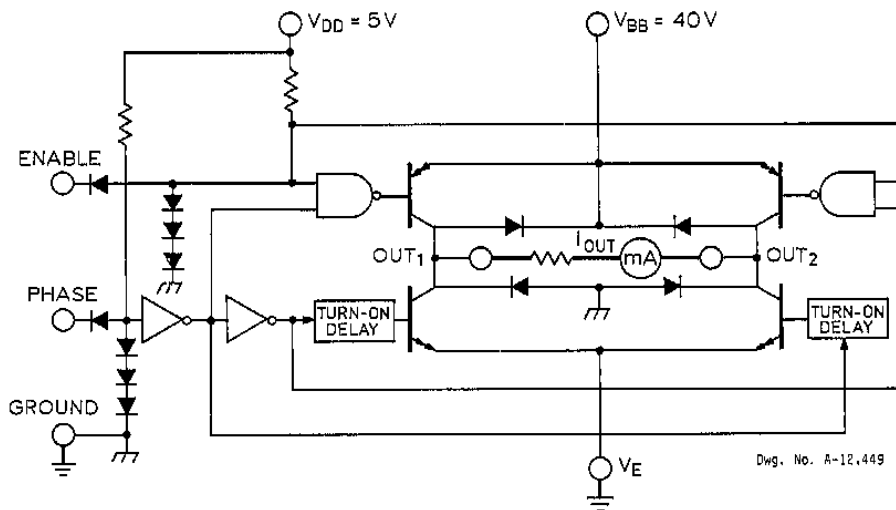 V_DD = 5V
V_BB = 40V
ENABLE
I_OUT
OUT_1
mA
OUT_2
PHASE
TURN-ON
DELAY
TURN-ON
DELAY
GROUND
V_E
Dwg. No. A-12,449